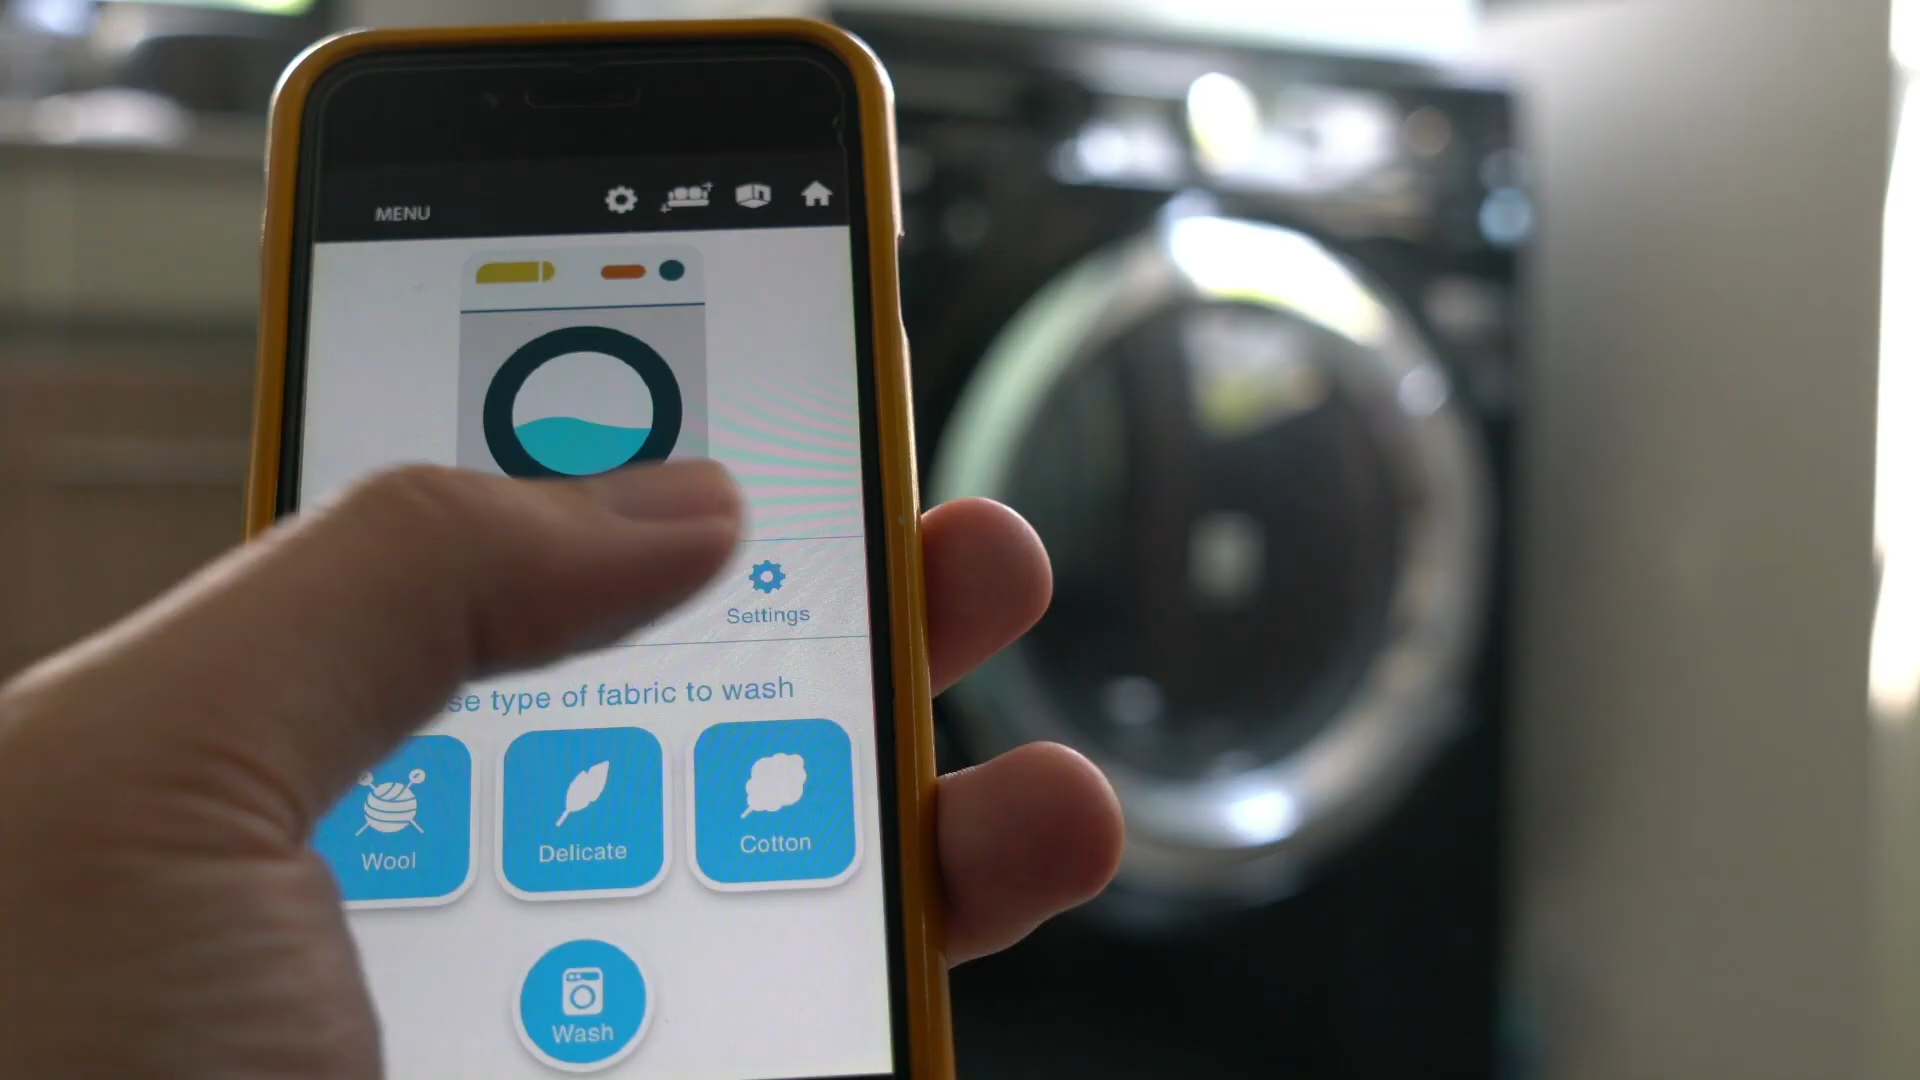 MENU
Settings
se type of fabric to wash
Wool
Delicate
Cotton
Wash